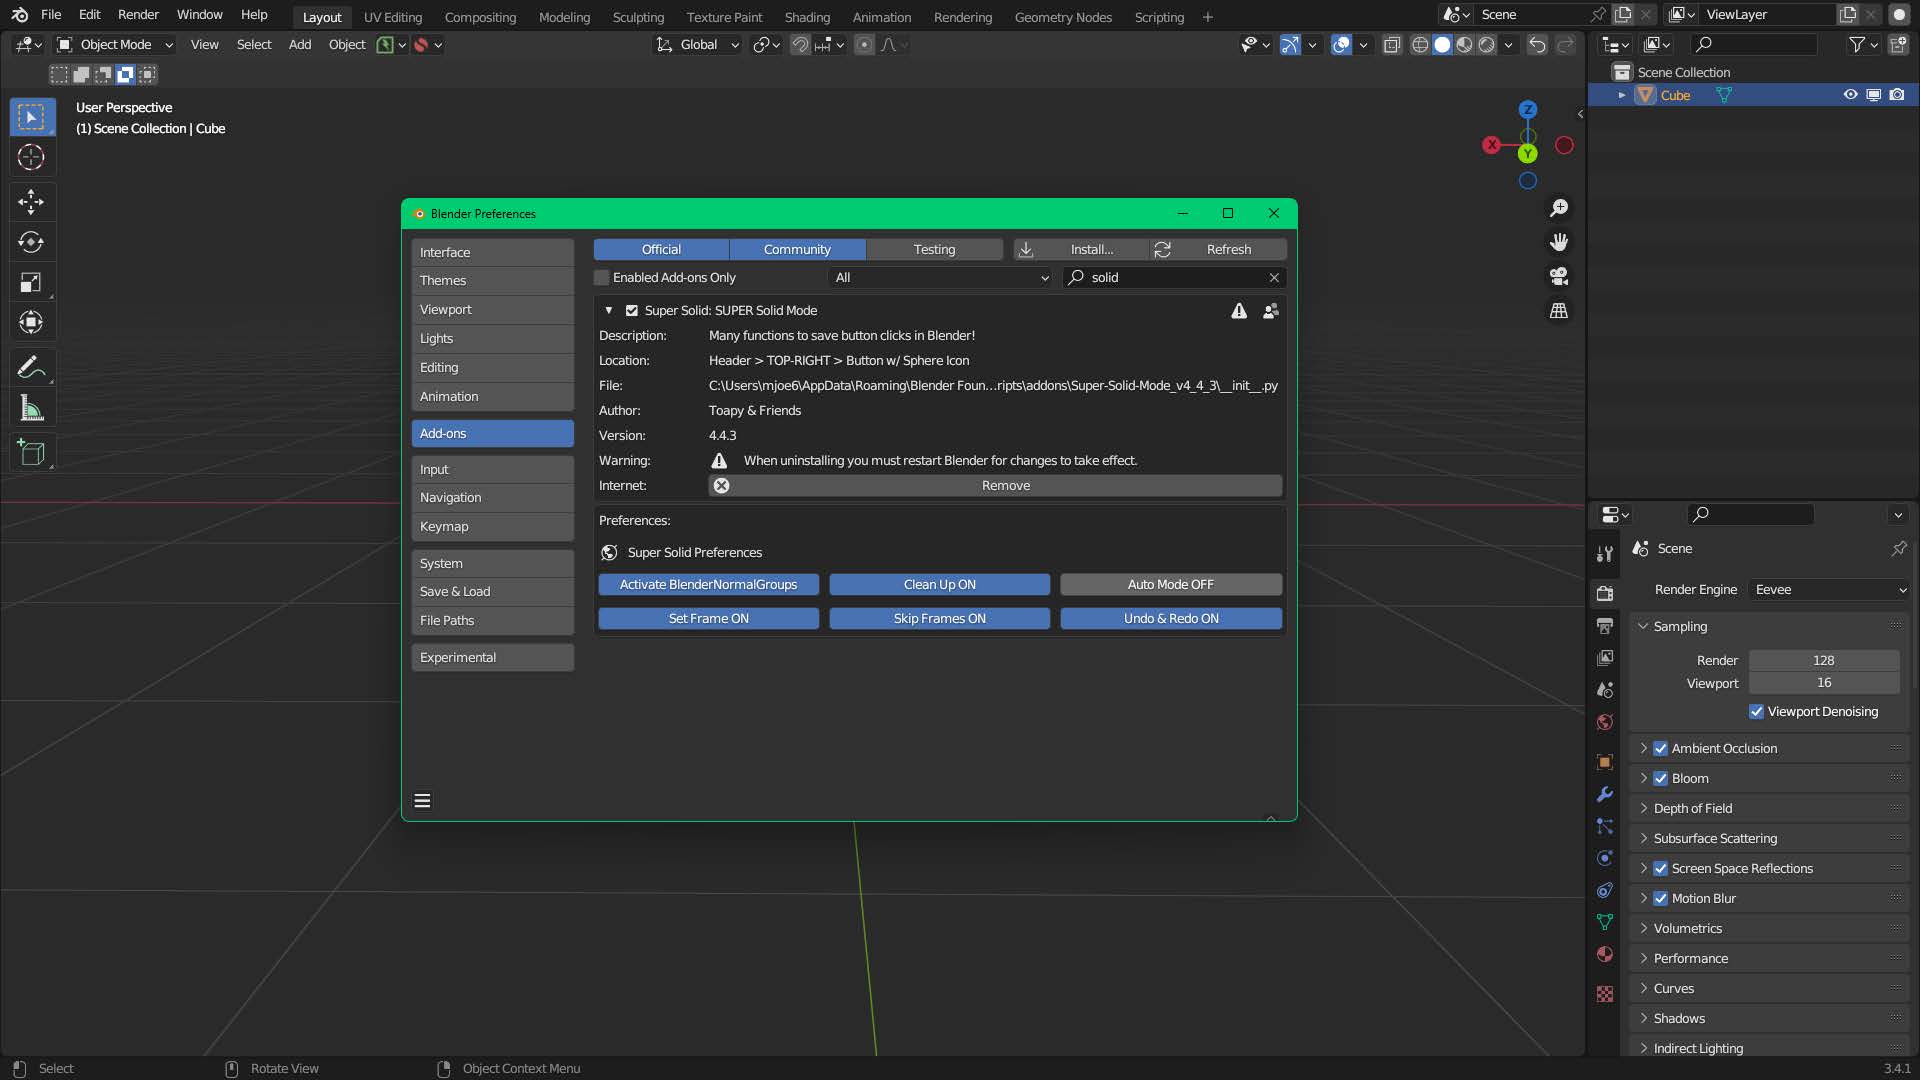 File Edit Render Window Help Layout UV Editing Compositing Modeling Sculpting Texture Paint Shading Animation Rendering Geometry Nodes Scripting + Scene ViewLayer
Object Mode View Select Add Object Global
User Perspective
(1) Scene Collection | Cube
Z
X
Y
Scene Collection
Cube
Blender Preferences
Interface
Themes
Viewport
Lights
Editing
Animation
Add-ons
Input
Navigation
Keymap
System
Save & Load
File Paths
Experimental
Official Community Testing Install... Refresh
Enabled Add-ons Only All solid
Super Solid: SUPER Solid Mode
Description: Many functions to save button clicks in Blender!
Location: Header > TOP-RIGHT > Button w/ Sphere Icon
File: C:\Users\mjoe6\AppData\Roaming\Blender Foun...ripts\addons\Super-Solid-Mode_v4_4_3\__init__.py
Author: Toapy & Friends
Version: 4.4.3
Warning: When uninstalling you must restart Blender for changes to take effect.
Internet: Remove
Preferences:
Super Solid Preferences
Activate BlenderNormalGroups Clean Up ON Auto Mode OFF
Set Frame ON Skip Frames ON Undo & Redo ON
Scene
Render Engine Eevee
Sampling
Render 128
Viewport 16
Viewport Denoising
Ambient Occlusion
Bloom
Depth of Field
Subsurface Scattering
Screen Space Reflections
Motion Blur
Volumetrics
Performance
Curves
Shadows
Indirect Lighting
Select Rotate View Object Context Menu 3.4.1